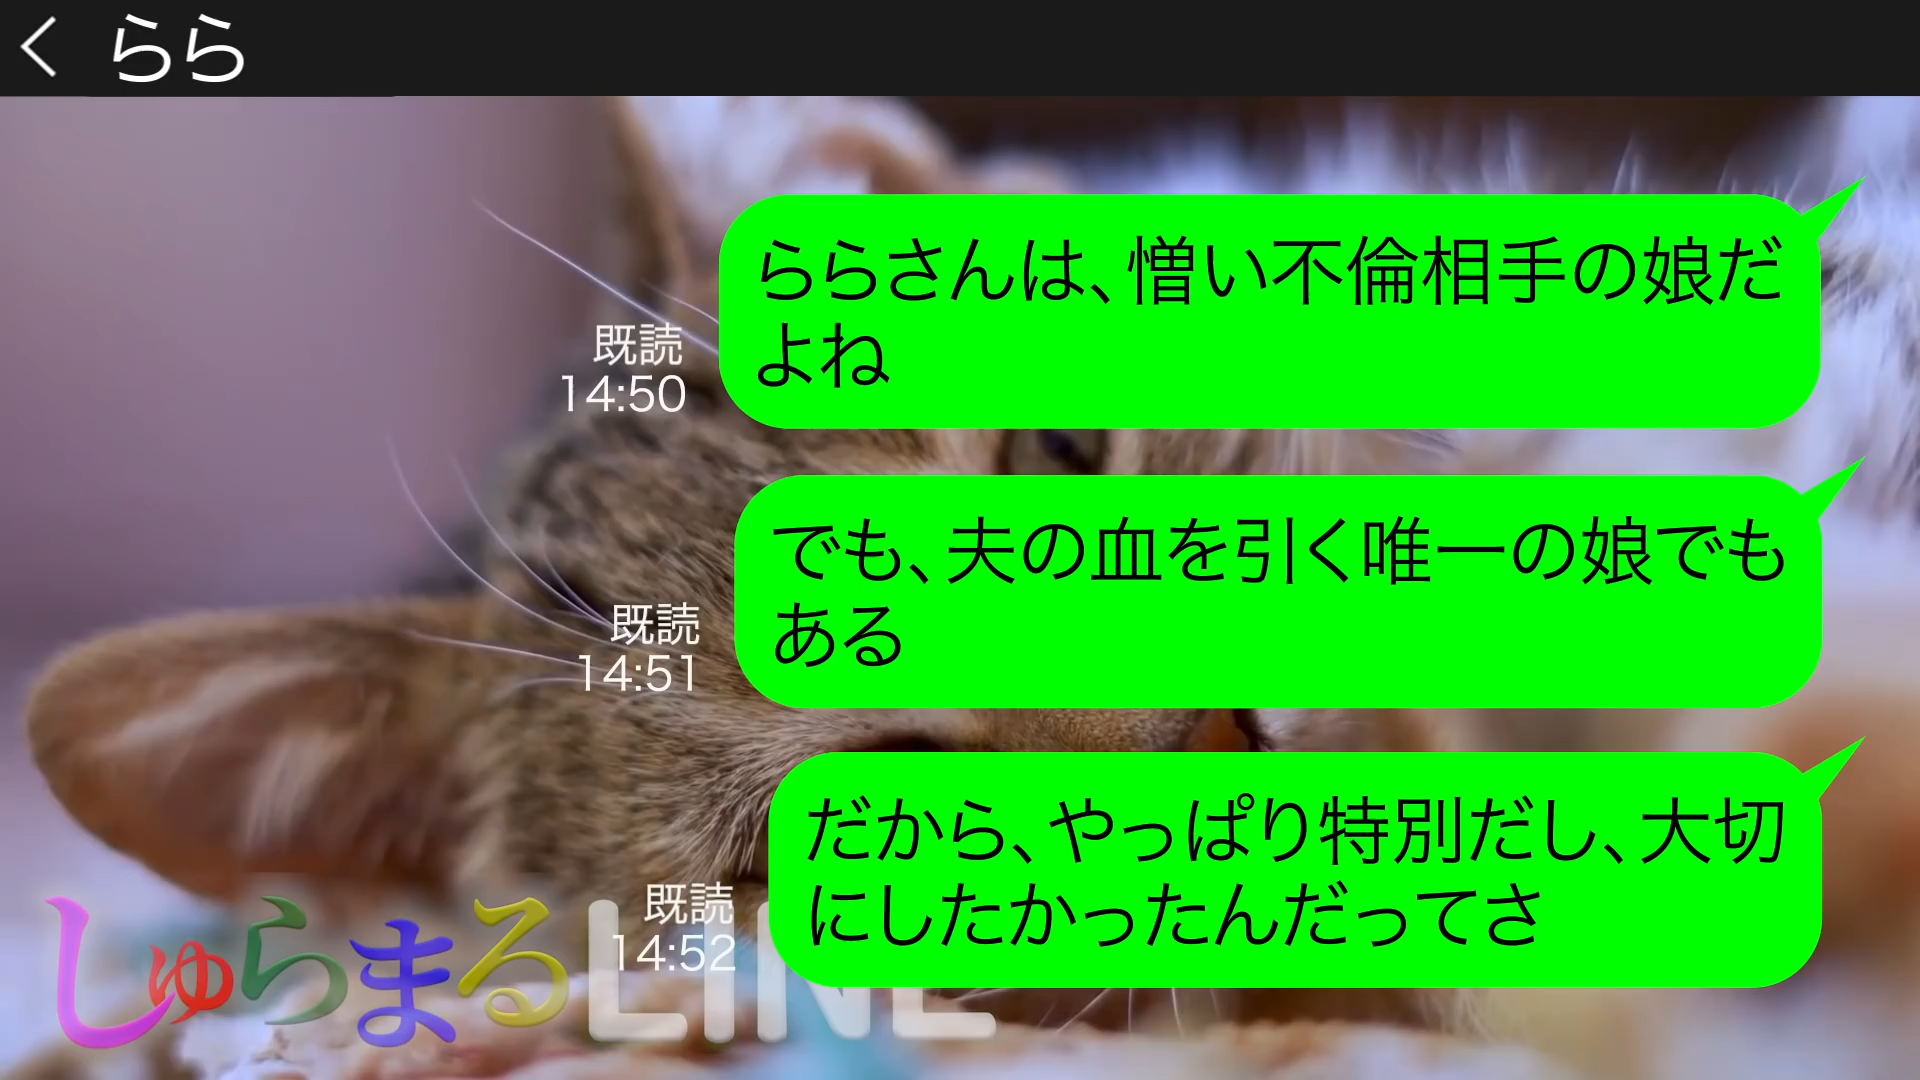 らら
ららさんは、憎い不倫相手の娘だ
よね
既読
14:50
でも、夫の血を引く唯一の娘でも
ある
既読
14:51
だから、やっぱり特別だし、大切
にしたかったんだってさ
既読
14:52
しゅらまるLINE